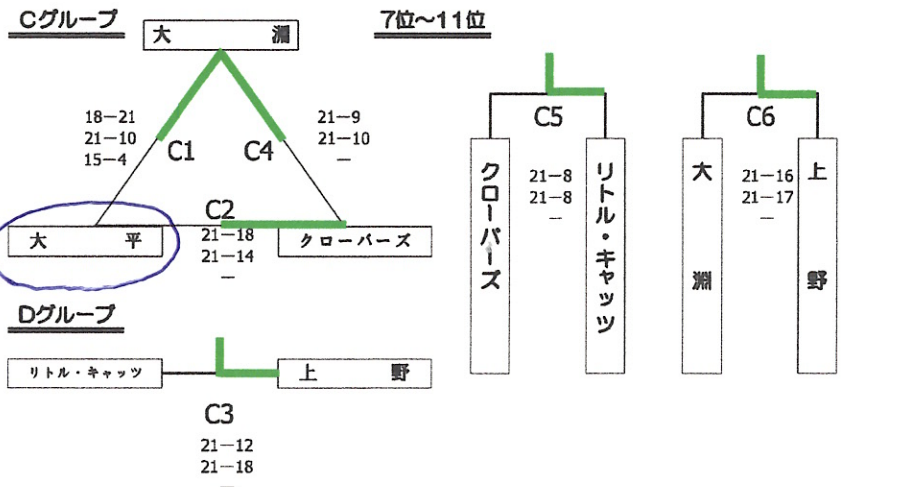 Cグループ
大　淵
7位～11位
18－21
21－10
15－4
C1
C4
21－9
21－10
－
C2
21－18
21－14
－
大　平
クローバーズ
Dグループ
リトル・キャッツ
上　野
C3
21－12
21－18
－
C5
クローバーズ
21－8
21－8
－
リトル・キャッツ
C6
大　淵
21－16
21－17
－
上　野